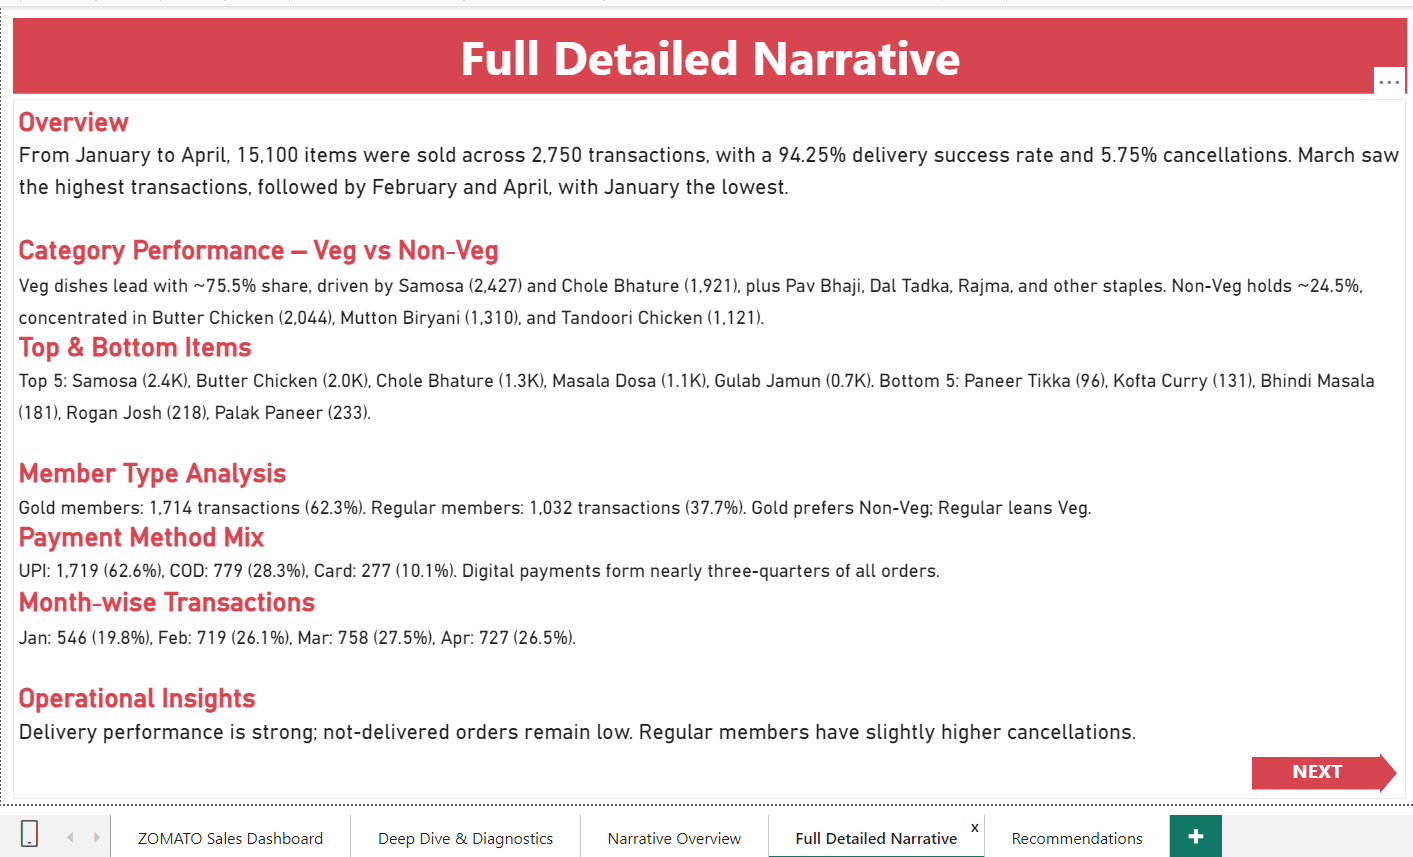 Full Detailed Narrative
...
Overview
From January to April, 15,100 items were sold across 2,750 transactions, with a 94.25% delivery success rate and 5.75% cancellations. March saw
the highest transactions, followed by February and April, with January the lowest.
Category Performance – Veg vs Non-Veg
Veg dishes lead with ~75.5% share, driven by Samosa (2,427) and Chole Bhature (1,921), plus Pav Bhaji, Dal Tadka, Rajma, and other staples. Non-Veg holds ~24.5%,
concentrated in Butter Chicken (2,044), Mutton Biryani (1,310), and Tandoori Chicken (1,121).
Top & Bottom Items
Top 5: Samosa (2.4K), Butter Chicken (2.0K), Chole Bhature (1.3K), Masala Dosa (1.1K), Gulab Jamun (0.7K). Bottom 5: Paneer Tikka (96), Kofta Curry (131), Bhindi Masala
(181), Rogan Josh (218), Palak Paneer (233).
Member Type Analysis
Gold members: 1,714 transactions (62.3%). Regular members: 1,032 transactions (37.7%). Gold prefers Non-Veg; Regular leans Veg.
Payment Method Mix
UPI: 1,719 (62.6%), COD: 779 (28.3%), Card: 277 (10.1%). Digital payments form nearly three-quarters of all orders.
Month-wise Transactions
Jan: 546 (19.8%), Feb: 719 (26.1%), Mar: 758 (27.5%), Apr: 727 (26.5%).
Operational Insights
Delivery performance is strong; not-delivered orders remain low. Regular members have slightly higher cancellations.
NEXT
ZOMATO Sales Dashboard
Deep Dive & Diagnostics
Narrative Overview
Full Detailed Narrative x
Recommendations
+